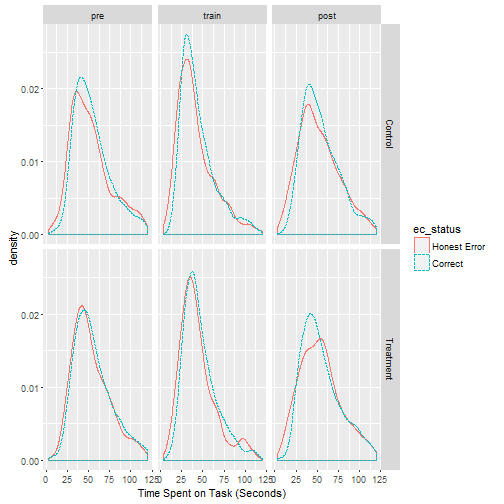 pre train post
0.02
0.01
0.00
Control
density
ec_status
Honest Error
Correct
0.02
0.01
0.00
Treatment
0 25 50 75 100 125 0 25 50 75 100 125 0 25 50 75 100 125
Time Spent on Task (Seconds)